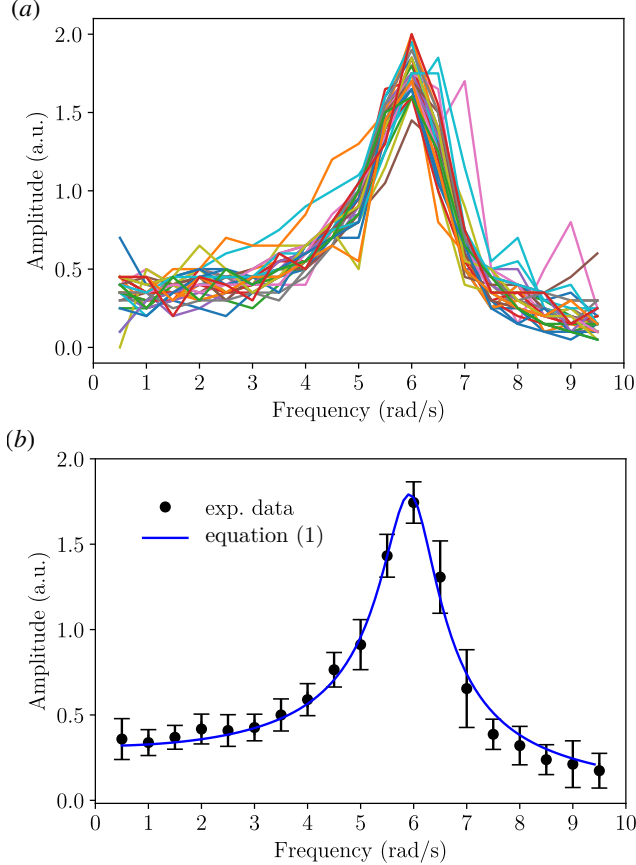 (a)
2.0
1.5
1.0
0.5
0.0
Amplitude (a.u.)
0 1 2 3 4 5 6 7 8 9 10
Frequency (rad/s)
(b)
2.0
1.5
1.0
0.5
0.0
Amplitude (a.u.)
exp. data
equation (1)
0 1 2 3 4 5 6 7 8 9 10
Frequency (rad/s)